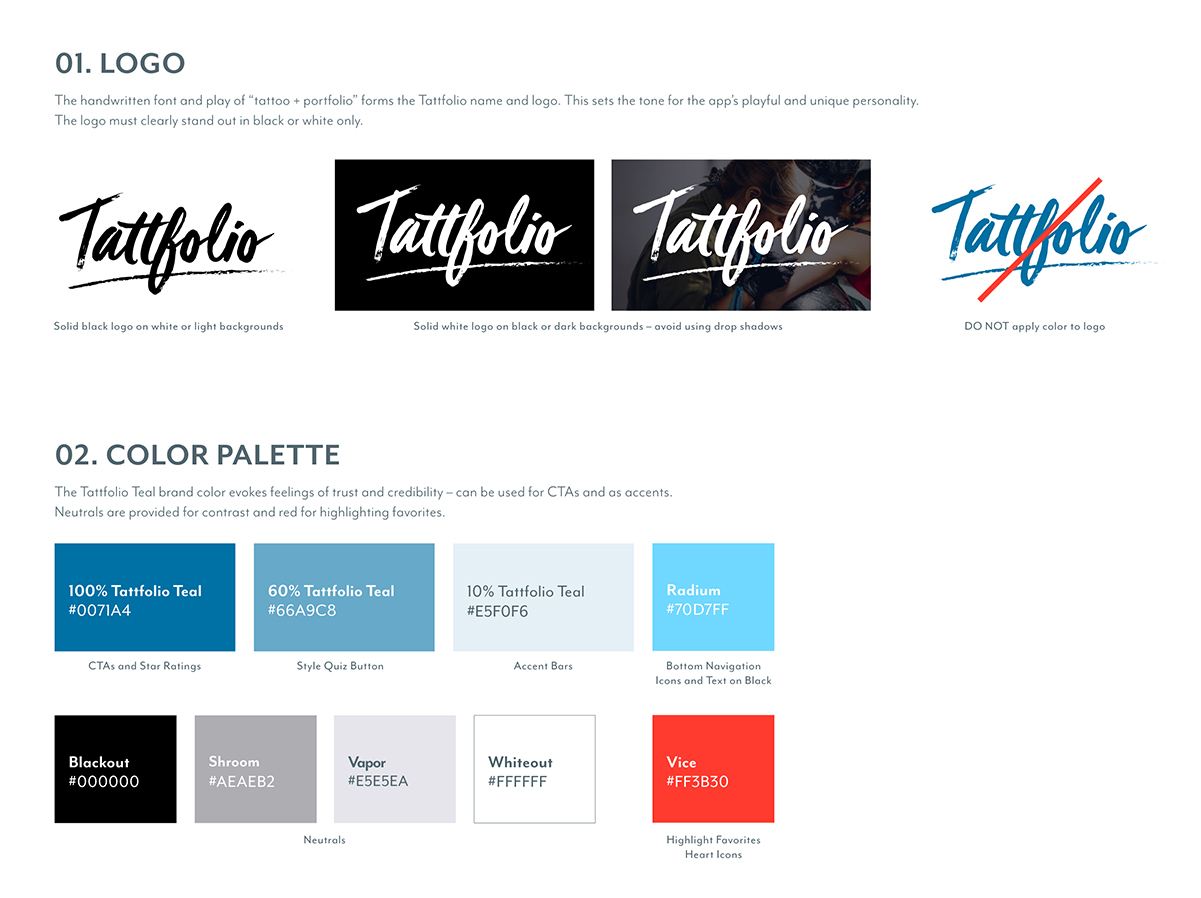 01. LOGO
The handwritten font and play of “tattoo + portfolio” forms the Tattfolio name and logo. This sets the tone for the app’s playful and unique personality.
The logo must clearly stand out in black or white only.
Tattfolio
Tattfolio
Tattfolio
Tattfolio
Solid black logo on white or light backgrounds
Solid white logo on black or dark backgrounds – avoid using drop shadows
DO NOT apply color to logo
02. COLOR PALETTE
The Tattfolio Teal brand color evokes feelings of trust and credibility – can be used for CTAs and as accents.
Neutrals are provided for contrast and red for highlighting favorites.
100% Tattfolio Teal
#0071A4
CTAs and Star Ratings
60% Tattfolio Teal
#66A9C8
Style Quiz Button
10% Tattfolio Teal
#E5F0F6
Accent Bars
Radium
#70D7FF
Bottom Navigation
Icons and Text on Black
Blackout
#000000
Shroom
#AEAEB2
Vapor
#E5E5EA
Whiteout
#FFFFFF
Neutrals
Vice
#FF3B30
Highlight Favorites
Heart Icons